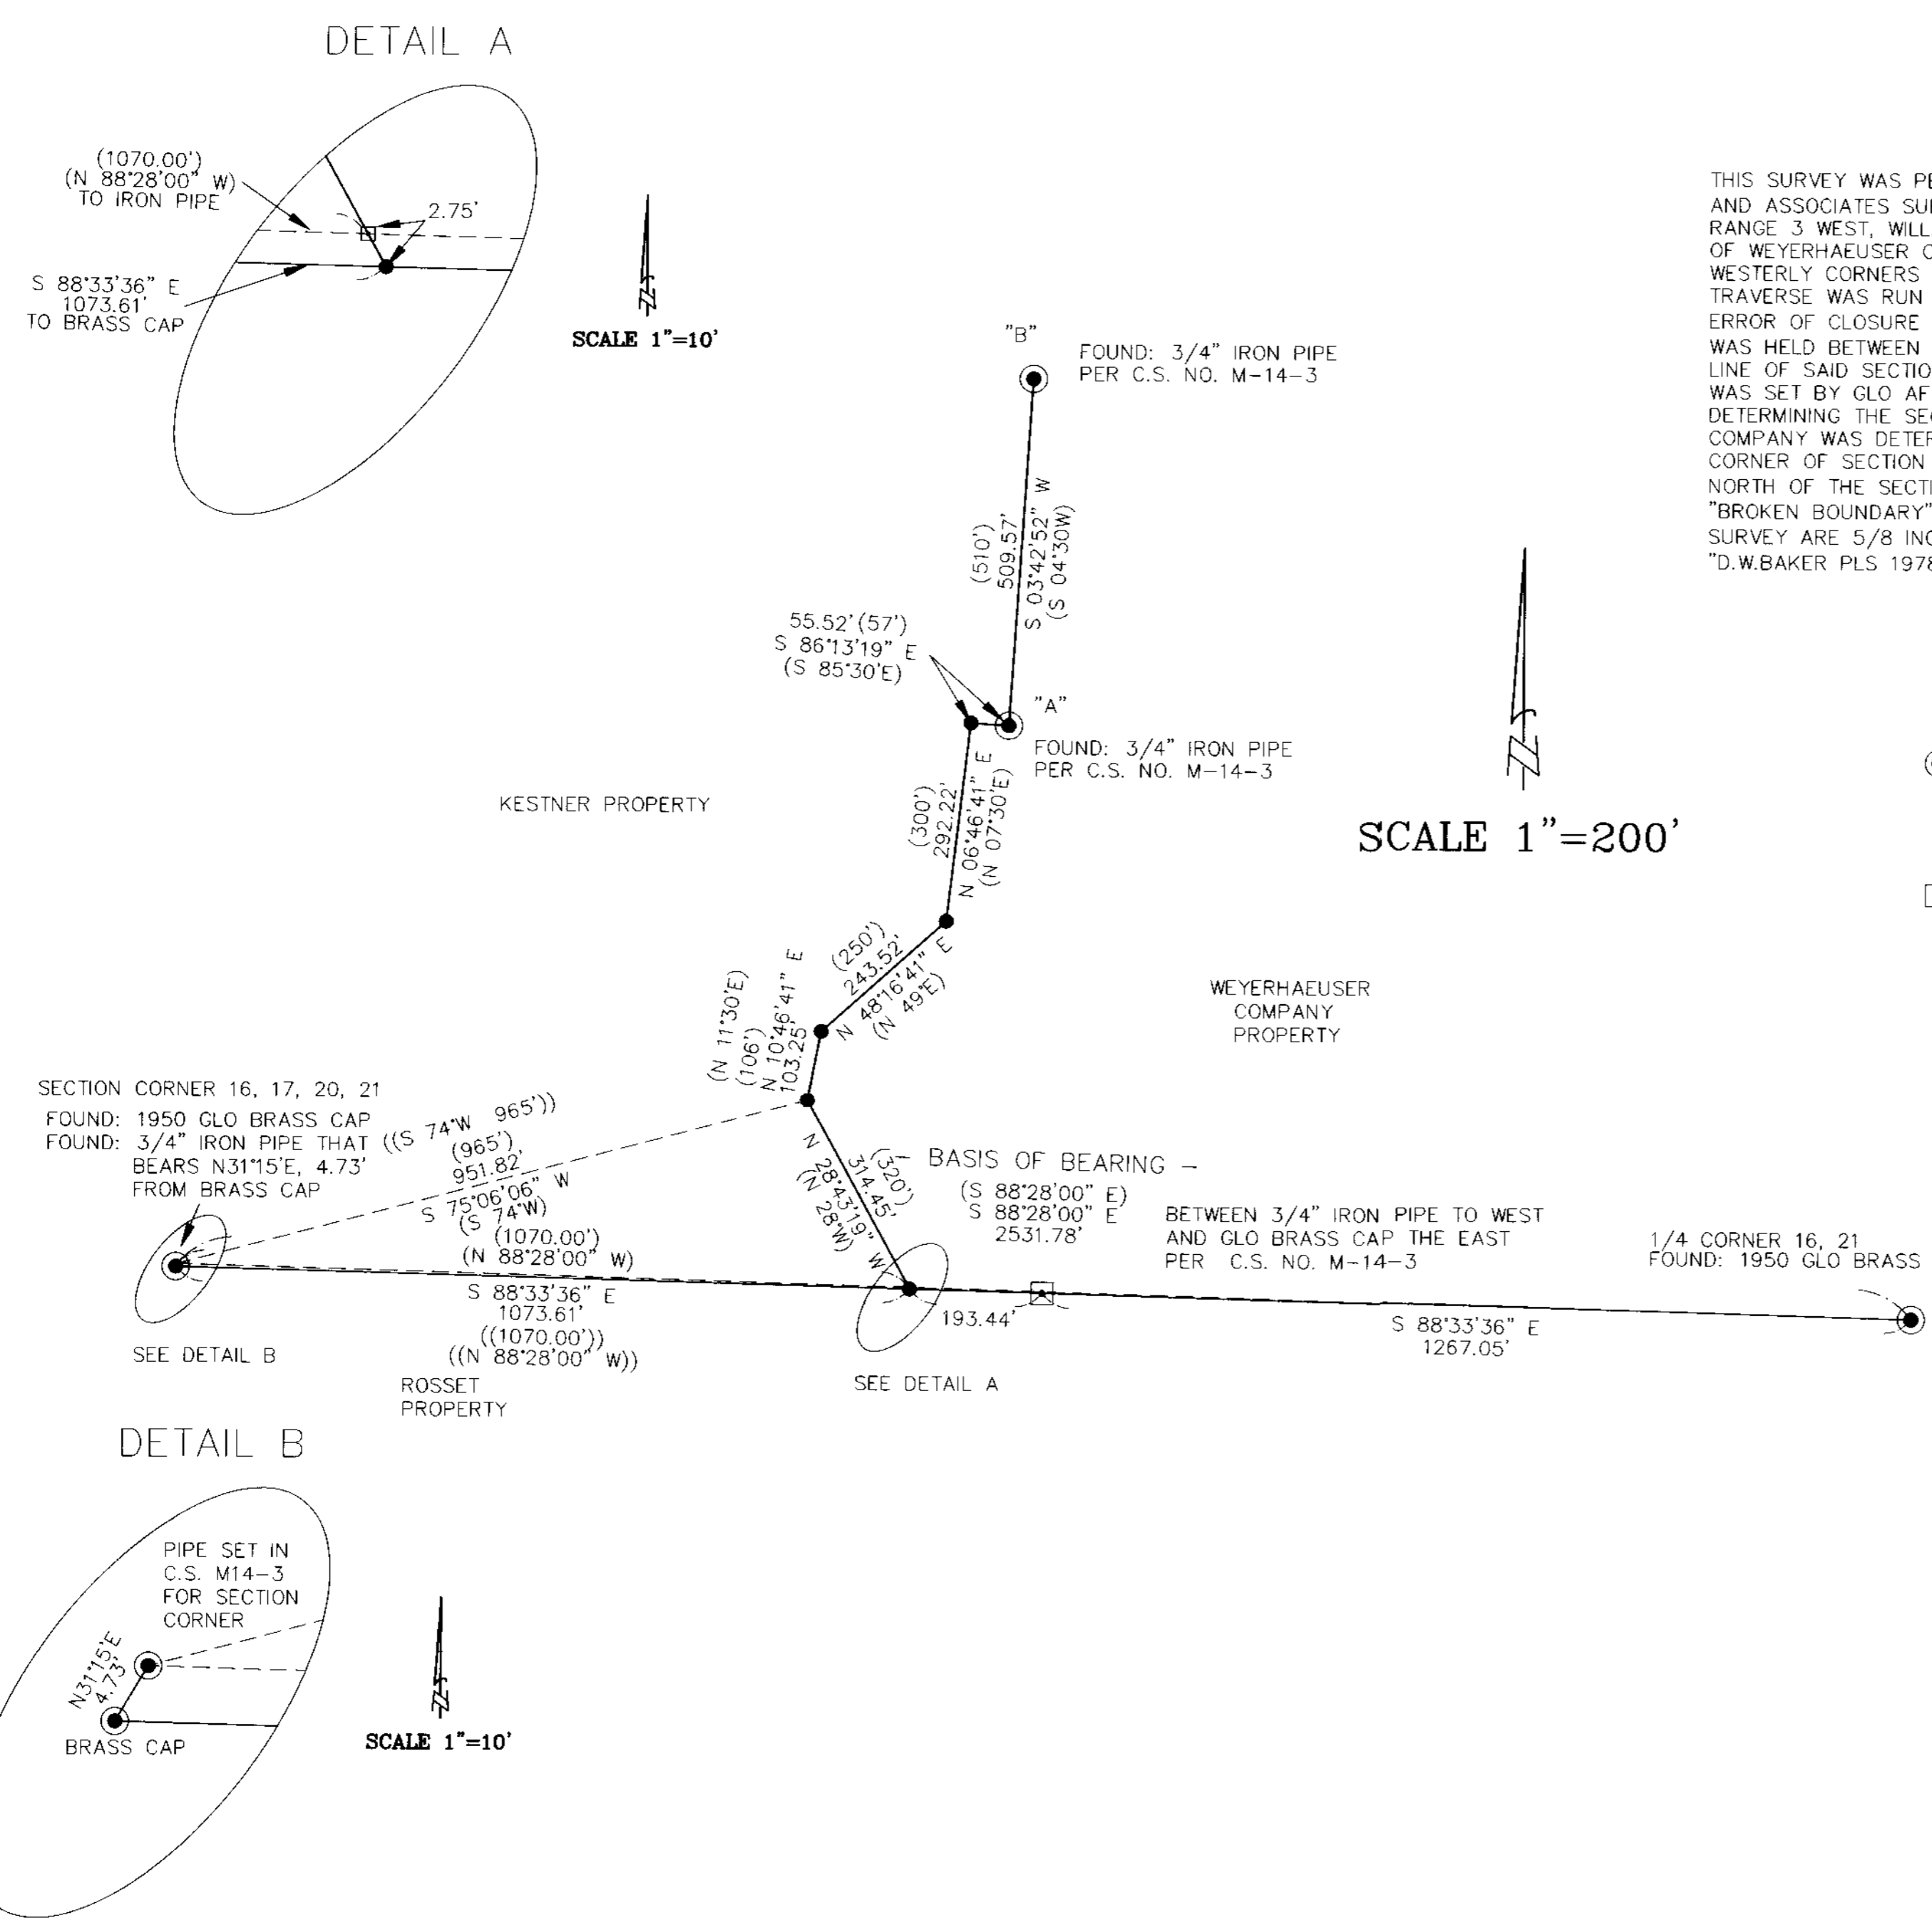 DETAIL A
(1070.00')
(N 88°28'00" W)
TO IRON PIPE
2.75'
S 88°33'36" E
1073.61'
TO BRASS CAP
SCALE 1"=10'
THIS SURVEY WAS PE
AND ASSOCIATES SU
RANGE 3 WEST, WILL
OF WEYERHAEUSER C
WESTERLY CORNERS
TRAVERSE WAS RUN
ERROR OF CLOSURE
WAS HELD BETWEEN
LINE OF SAID SECTIO
WAS SET BY GLO AF
DETERMINING THE SE
COMPANY WAS DETER
CORNER OF SECTION
NORTH OF THE SECTI
"BROKEN BOUNDARY"
SURVEY ARE 5/8 INC
"D.W.BAKER PLS 1978
"B"
FOUND: 3/4" IRON PIPE
PER C.S. NO. M-14-3
(510')
509.57'
S 03°42'52" W
(S 04°30W)
55.52'(57')
S 86°13'19" E
(S 85°30'E)
"A"
FOUND: 3/4" IRON PIPE
PER C.S. NO. M-14-3
KESTNER PROPERTY
(300')
292.22'
N 06°46'41" E
(N 07°30'E)
SCALE 1"=200'
(250')
243.52'
N 48°16'41" E
(N 49°E)
WEYERHAEUSER
COMPANY
PROPERTY
(N 11°30'E)
(106')
N 10°46'41" E
103.25'
SECTION CORNER 16, 17, 20, 21
FOUND: 1950 GLO BRASS CAP
FOUND: 3/4" IRON PIPE THAT
BEARS N31°15'E, 4.73'
FROM BRASS CAP
((S 74°W 965'))
(965')
951.82'
S 75°06'06" W
(S 74°W)
(1070.00')
(N 88°28'00" W)
(320')
314.45'
N 28°43'19" W
(N 28°W)
- BASIS OF BEARING -
(S 88°28'00" E)
S 88°28'00" E
2531.78'
BETWEEN 3/4" IRON PIPE TO WEST
AND GLO BRASS CAP THE EAST
PER C.S. NO. M-14-3
1/4 CORNER 16, 21
FOUND: 1950 GLO BRASS
S 88°33'36" E
1073.61'
((1070.00'))
((N 88°28'00" W))
193.44'
S 88°33'36" E
1267.05'
SEE DETAIL B
SEE DETAIL A
ROSSET
PROPERTY
DETAIL B
PIPE SET IN
C.S. M14-3
FOR SECTION
CORNER
N31°15'E
4.73'
BRASS CAP
SCALE 1"=10'